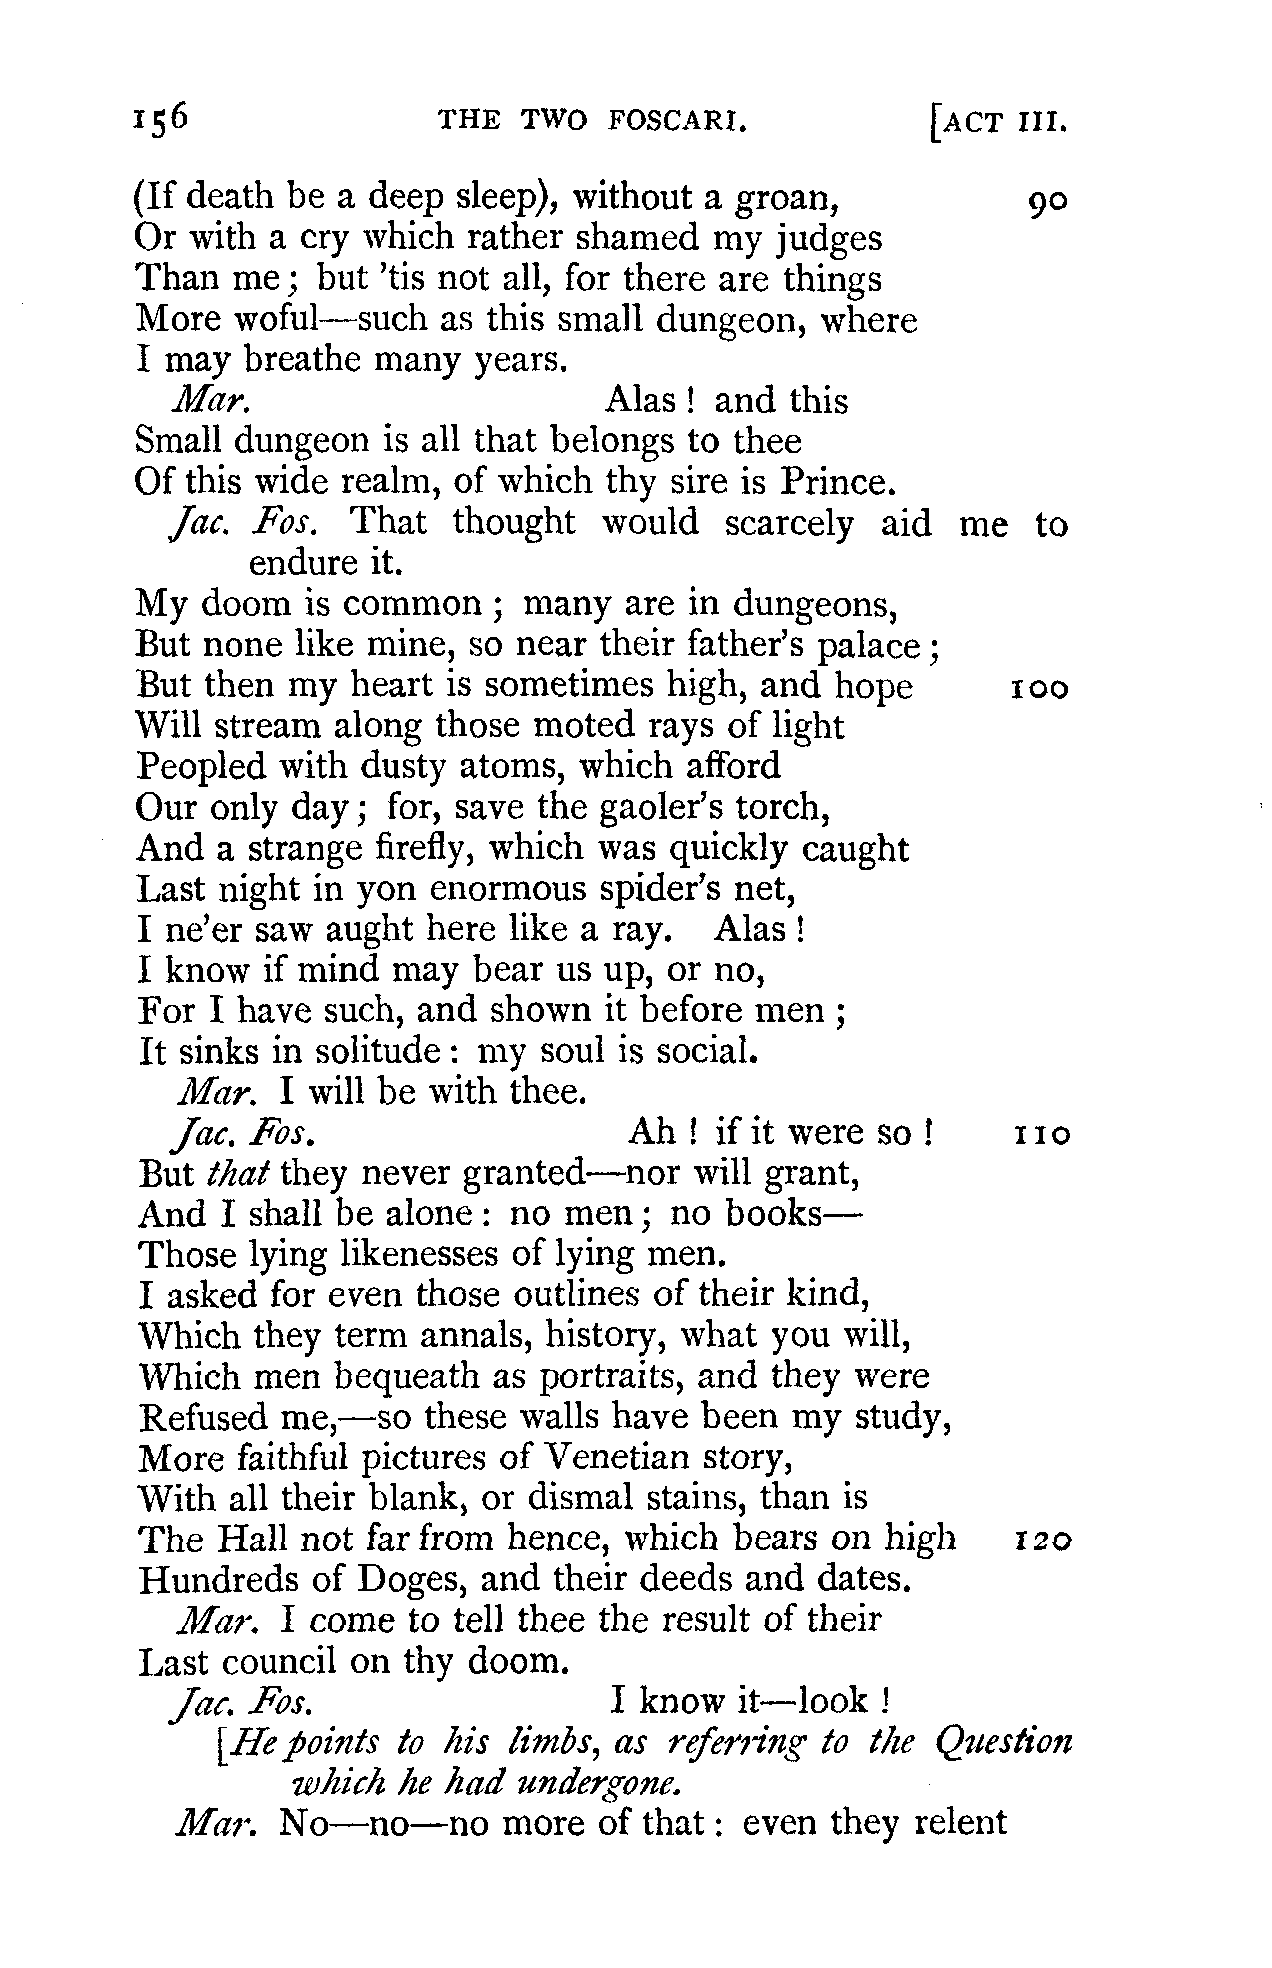 156 THE TWO FOSCARI. [ACT III.
(If death be a deep sleep), without a groan, 90
Or with a cry which rather shamed my judges
Than me; but 'tis not all, for there are things
More woful—such as this small dungeon, where
I may breathe many years.
Mar. Alas! and this
Small dungeon is all that belongs to thee
Of this wide realm, of which thy sire is Prince.
Jac. Fos. That thought would scarcely aid me to
endure it.
My doom is common; many are in dungeons,
But none like mine, so near their father's palace;
But then my heart is sometimes high, and hope 100
Will stream along those moted rays of light
Peopled with dusty atoms, which afford
Our only day; for, save the gaoler's torch,
And a strange firefly, which was quickly caught
Last night in yon enormous spider's net,
I ne'er saw aught here like a ray. Alas!
I know if mind may bear us up, or no,
For I have such, and shown it before men;
It sinks in solitude: my soul is social.
Mar. I will be with thee.
Jac. Fos. Ah! if it were so! 110
But that they never granted—nor will grant,
And I shall be alone: no men; no books—
Those lying likenesses of lying men.
I asked for even those outlines of their kind,
Which they term annals, history, what you will,
Which men bequeath as portraits, and they were
Refused me,—so these walls have been my study,
More faithful pictures of Venetian story,
With all their blank, or dismal stains, than is
The Hall not far from hence, which bears on high 120
Hundreds of Doges, and their deeds and dates.
Mar. I come to tell thee the result of their
Last council on thy doom.
Jac. Fos. I know it—look!
[He points to his limbs, as referring to the Question
which he had undergone.
Mar. No—no—no more of that: even they relent